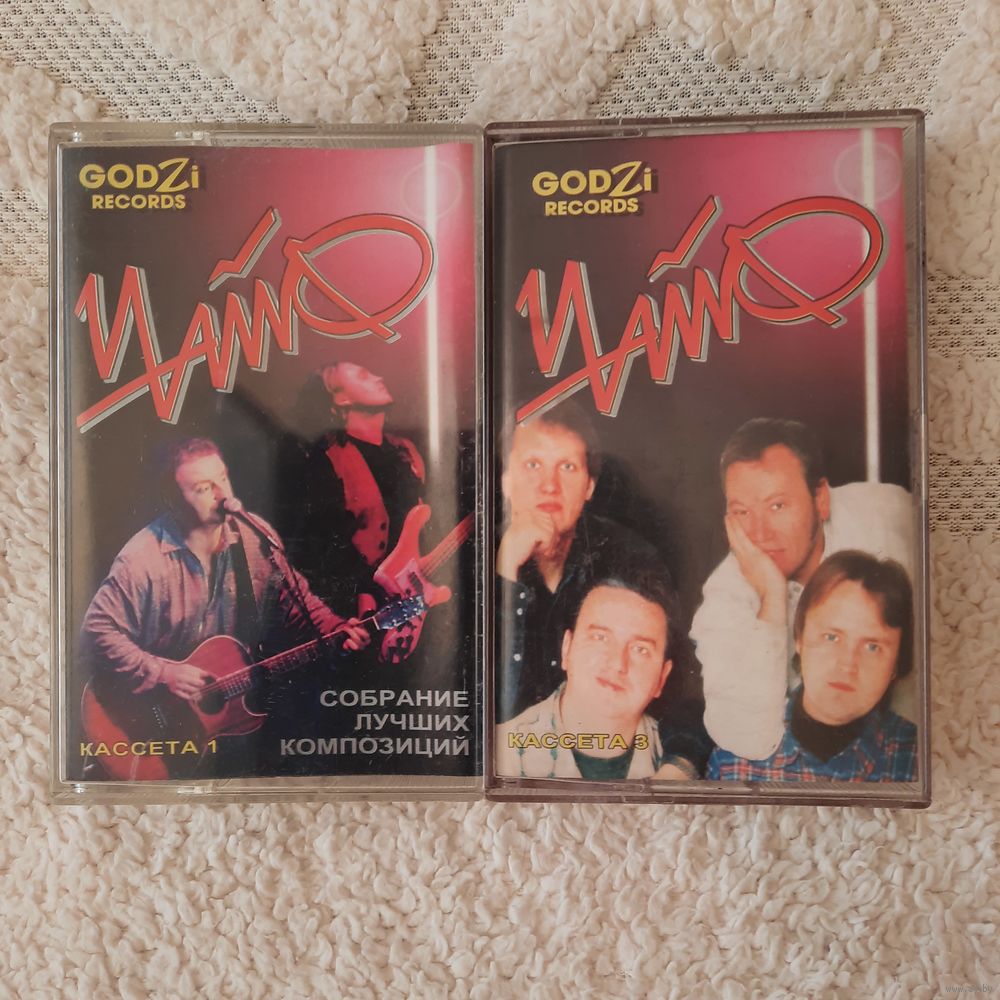 GODZi
RECORDS
ЧАЙФ
СОБРАНИЕ
ЛУЧШИХ
КОМПОЗИЦИЙ
КАССЕТА 1
GODZi
RECORDS
ЧАЙФ
КАССЕТА 3